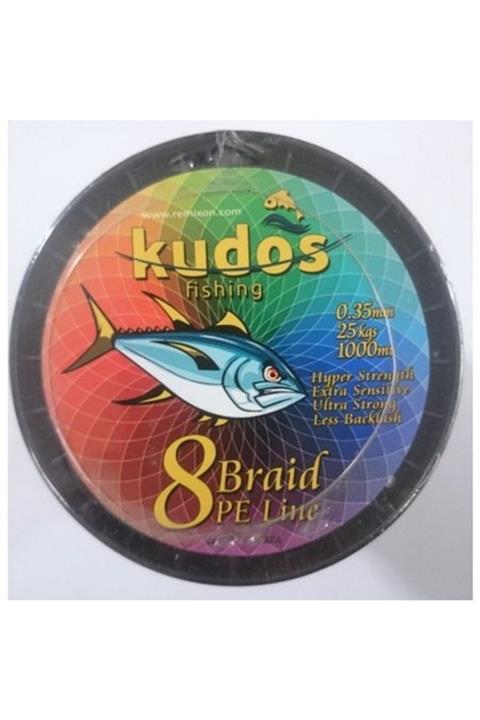 www.remixon.com
kudos
fishing
0.35mm
25kgs
1000mt
Hyper Strength
Extra Sensitive
Ultra Strong
Less Backlash
8 Braid
PE Line